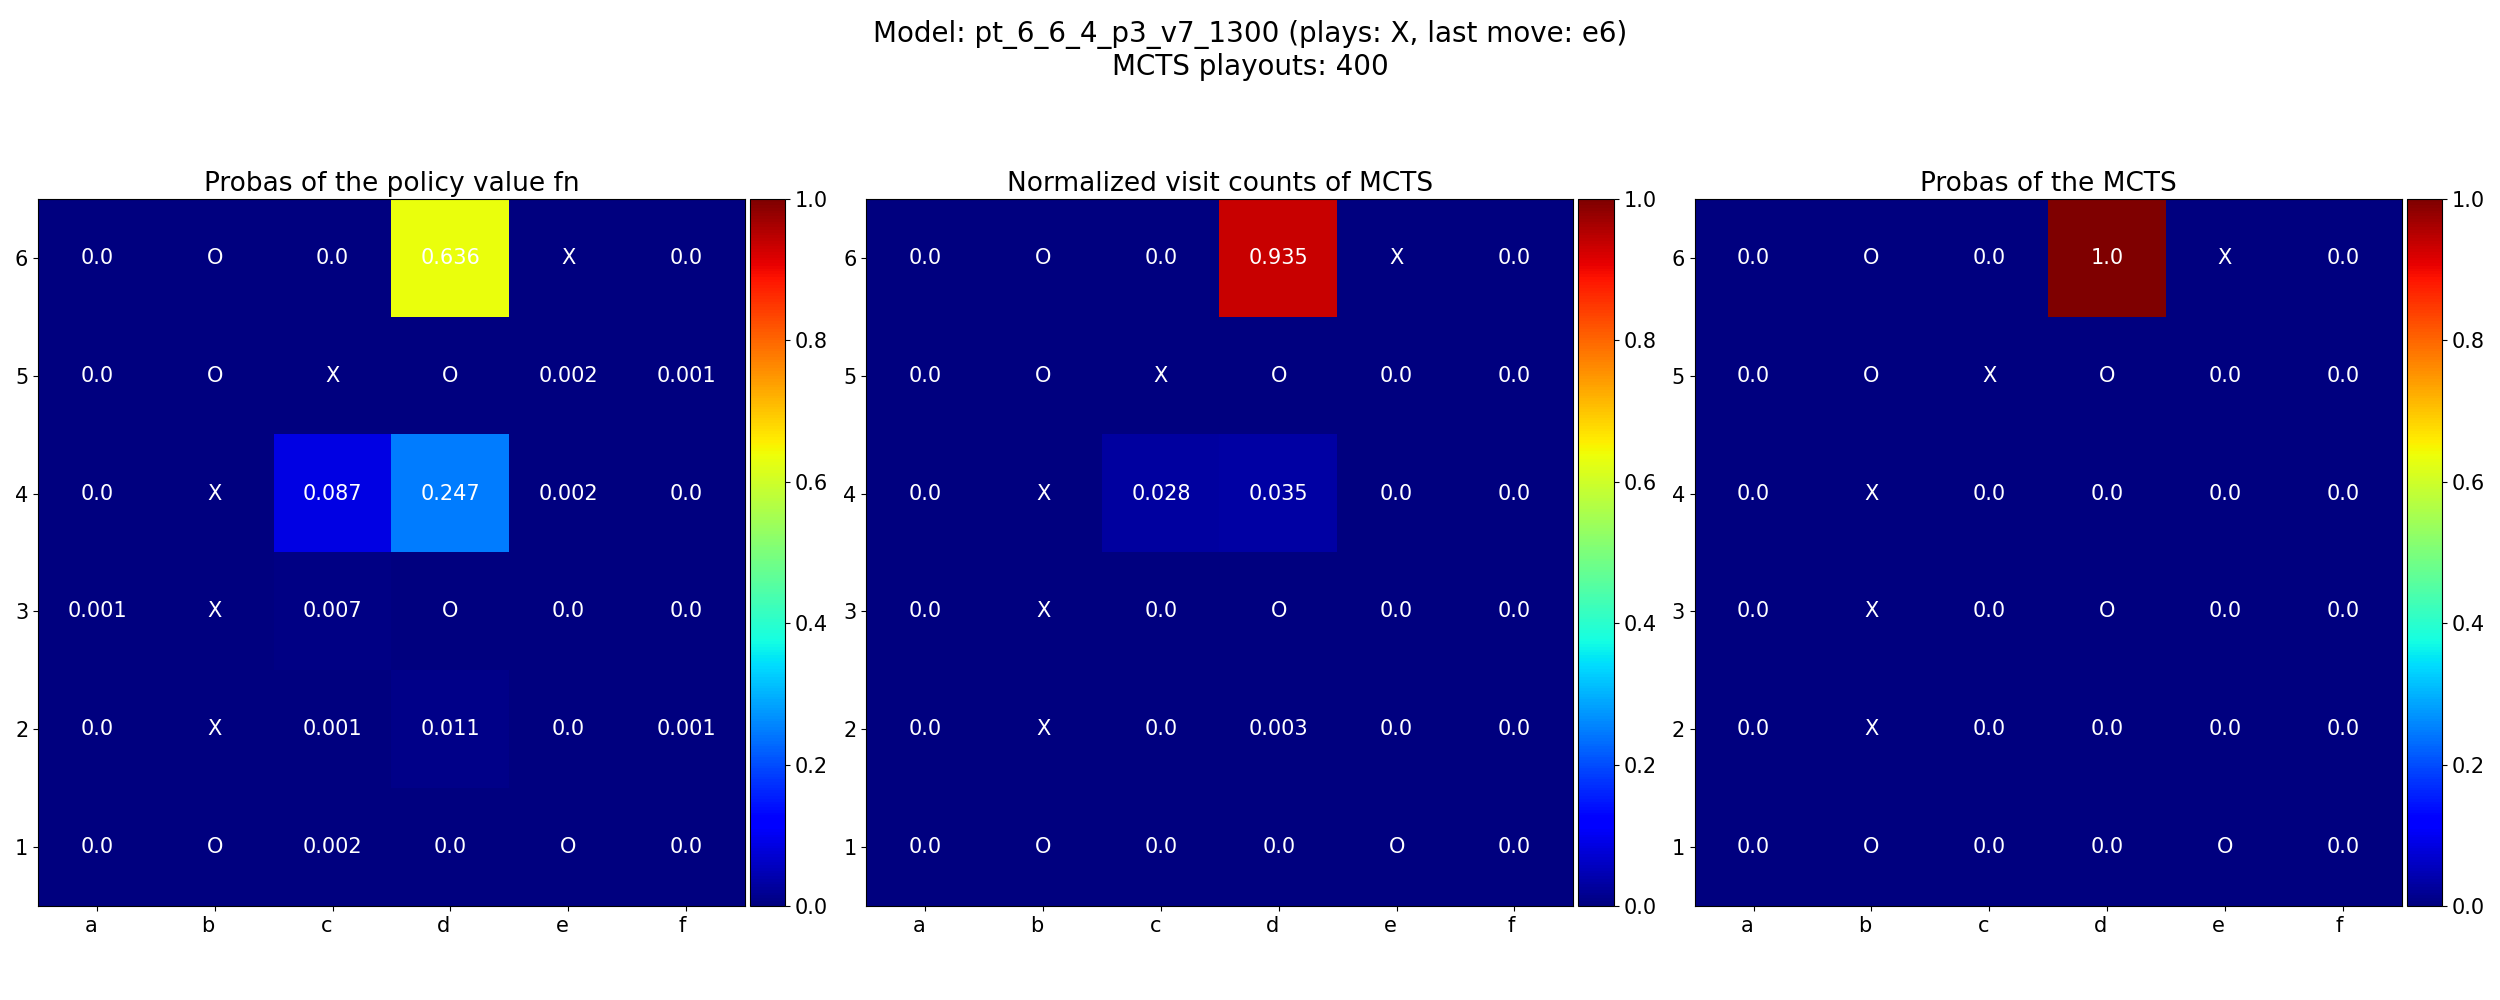 Model: pt_6_6_4_p3_v7_1300 (plays: X, last move: e6)
MCTS playouts: 400
Probas of the policy value fn
6 0.0 O 0.0 0.636 X 0.0
5 0.0 O X O 0.002 0.001
4 0.0 X 0.087 0.247 0.002 0.0
3 0.001 X 0.007 O 0.0 0.0
2 0.0 X 0.001 0.011 0.0 0.001
1 0.0 O 0.002 0.0 O 0.0
a b c d e f
1.0
0.8
0.6
0.4
0.2
0.0
Normalized visit counts of MCTS
6 0.0 O 0.0 0.935 X 0.0
5 0.0 O X O 0.0 0.0
4 0.0 X 0.028 0.035 0.0 0.0
3 0.0 X 0.0 O 0.0 0.0
2 0.0 X 0.0 0.003 0.0 0.0
1 0.0 O 0.0 0.0 O 0.0
a b c d e f
1.0
0.8
0.6
0.4
0.2
0.0
Probas of the MCTS
6 0.0 O 0.0 1.0 X 0.0
5 0.0 O X O 0.0 0.0
4 0.0 X 0.0 0.0 0.0 0.0
3 0.0 X 0.0 O 0.0 0.0
2 0.0 X 0.0 0.0 0.0 0.0
1 0.0 O 0.0 0.0 O 0.0
a b c d e f
1.0
0.8
0.6
0.4
0.2
0.0